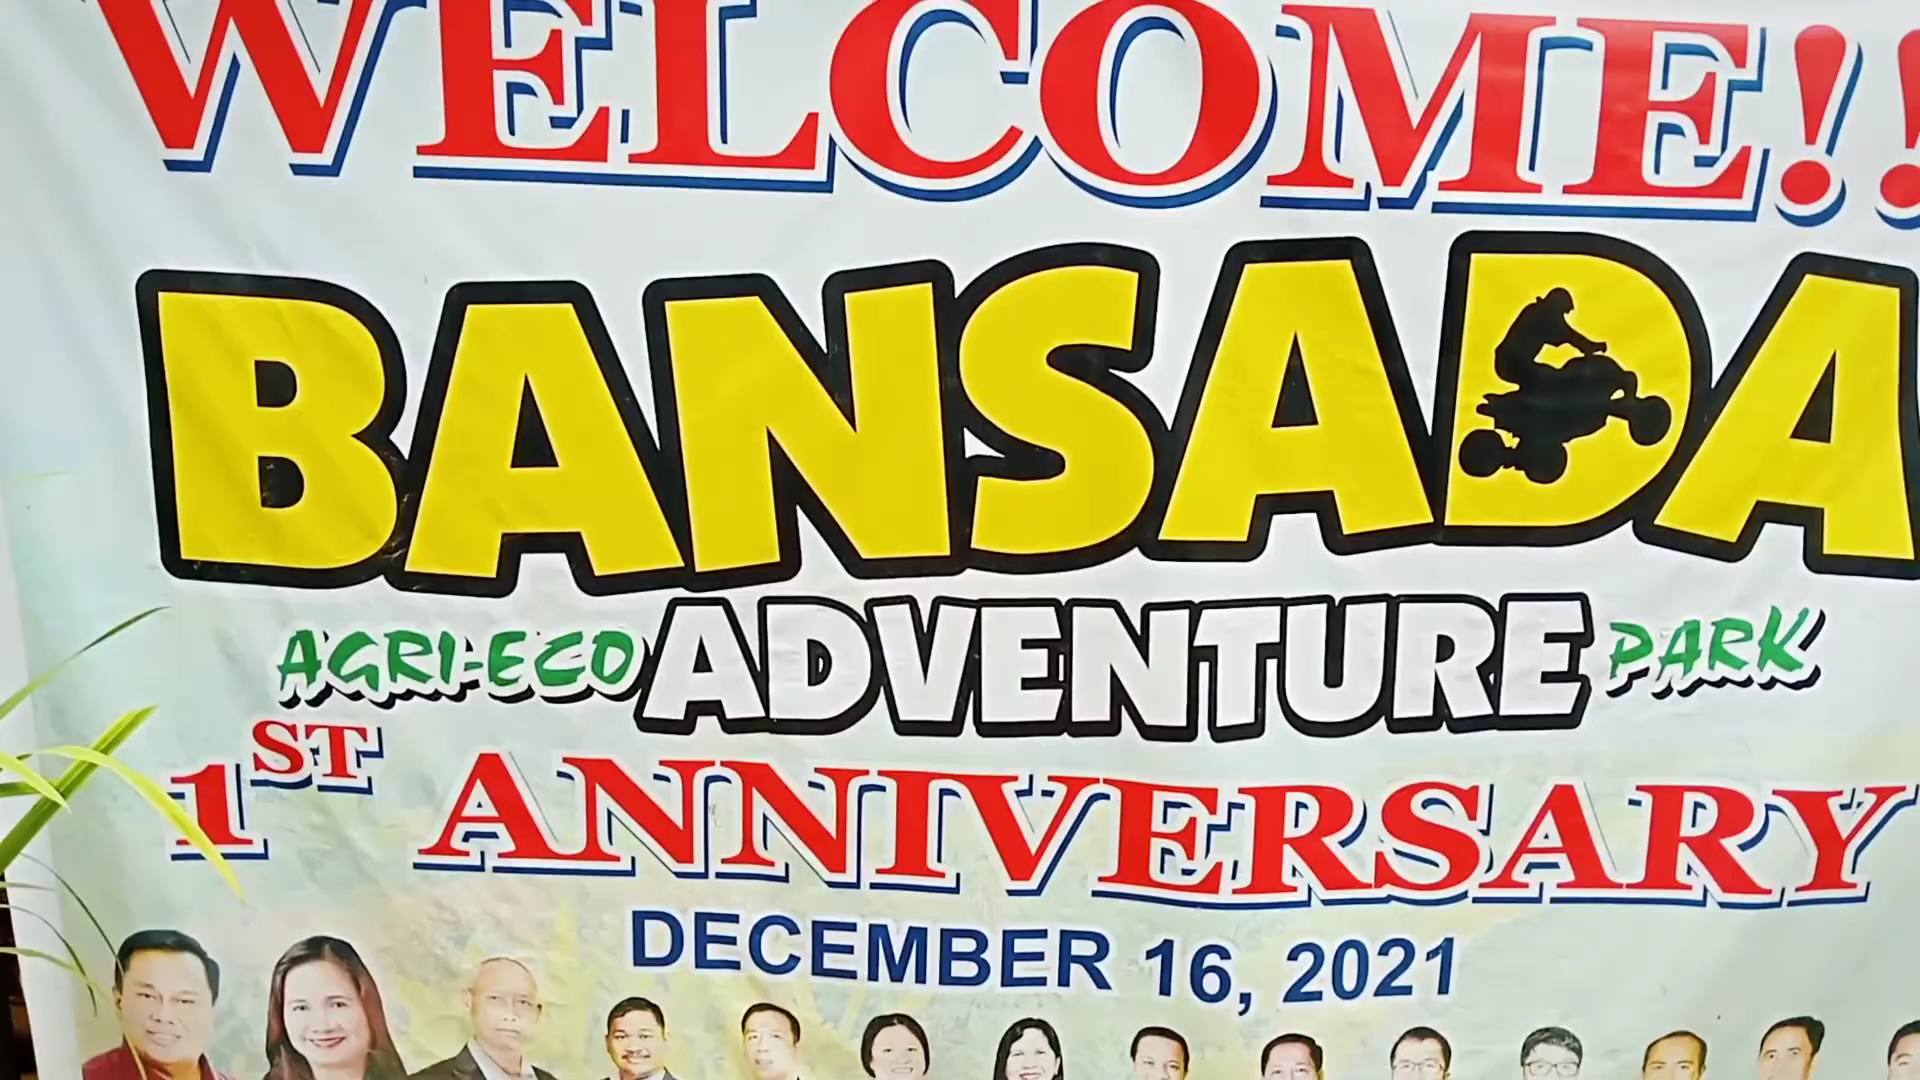 WELCOME!!
BANSADA
AGRI-ECO ADVENTURE PARK
1ST ANNIVERSARY
DECEMBER 16, 2021